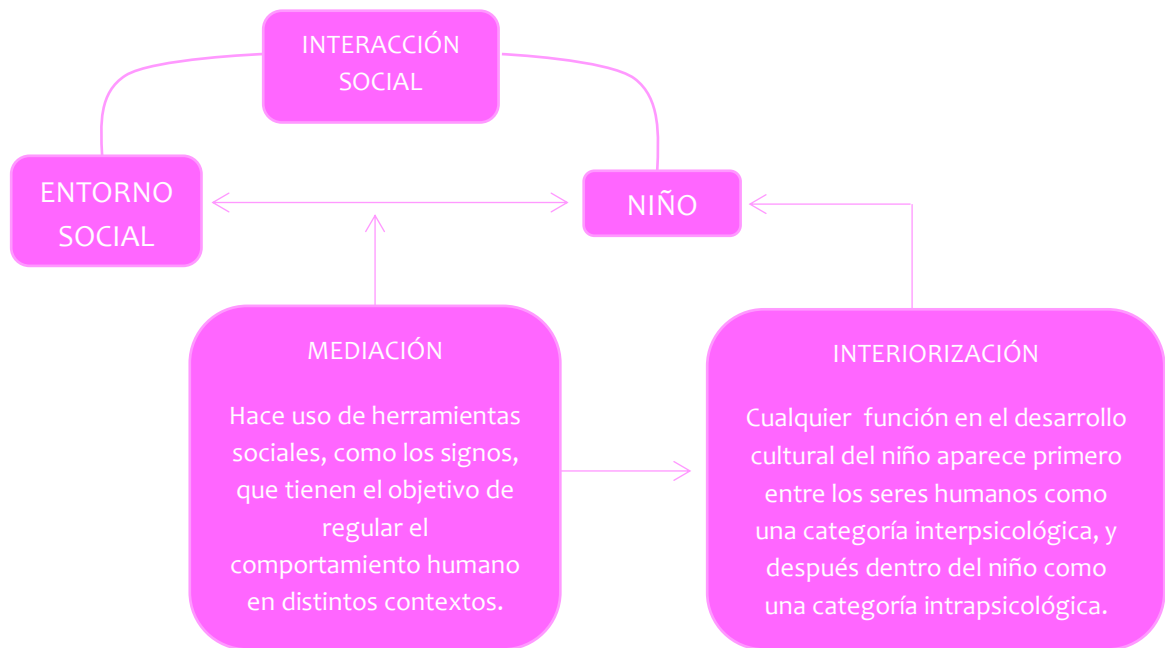 INTERACCIÓN
SOCIAL
ENTORNO
SOCIAL
NIÑO
MEDIACIÓN
Hace uso de herramientas
sociales, como los signos,
que tienen el objetivo de
regular el
comportamiento humano
en distintos contextos.
INTERIORIZACIÓN
Cualquier función en el desarrollo
cultural del niño aparece primero
entre los seres humanos como
una categoría interpsicológica, y
después dentro del niño como
una categoría intrapsicológica.